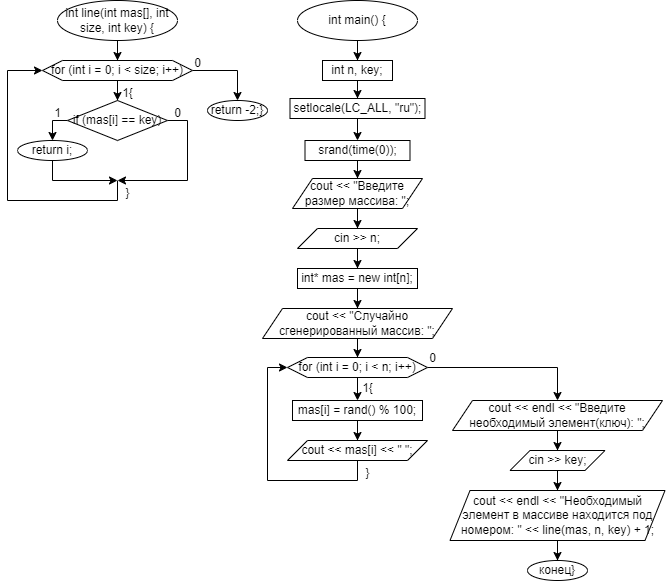 int line(int mas[], int
size, int key) {
for (int i = 0; i < size; i++)
0
1{
return -2;}
if (mas[i] == key)
1
0
return i;
}
int main() {
int n, key;
setlocale(LC_ALL, "ru");
srand(time(0));
cout << "Введите
размер массива: ";
cin >> n;
int* mas = new int[n];
cout << "Случайно
сгенерированный массив: ";
for (int i = 0; i < n; i++)
0
1{
mas[i] = rand() % 100;
cout << mas[i] << " ";
}
cout << endl << "Введите
необходимый элемент(ключ): ";
cin >> key;
cout << endl << "Необходимый
элемент в массиве находится под
номером: " << line(mas, n, key) + 1;
конец}